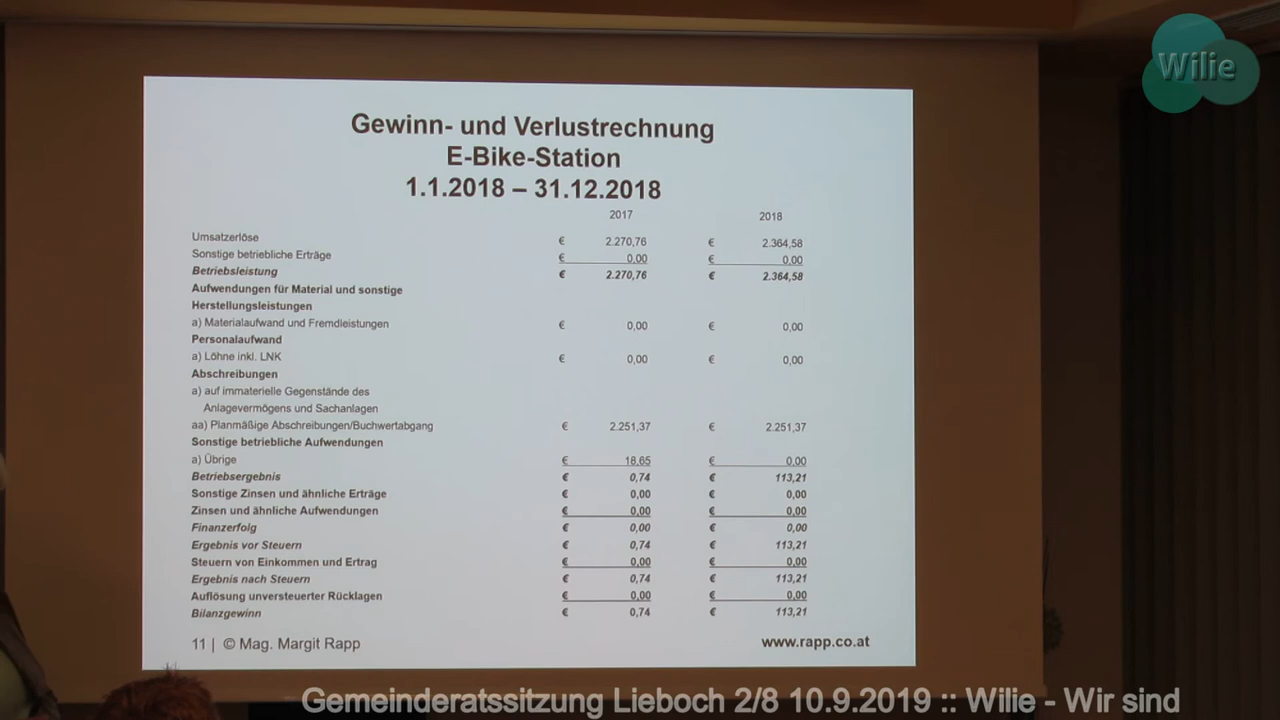 Wilie
Gewinn- und Verlustrechnung
E-Bike-Station
1.1.2018 – 31.12.2018
2017 2018
Umsatzerlöse € 2.270,76 € 2.364,58
Sonstige betriebliche Erträge € 0,00 € 0,00
Betriebsleistung € 2.270,76 € 2.364,58
Aufwendungen für Material und sonstige
Herstellungsleistungen
a) Materialaufwand und Fremdleistungen € 0,00 € 0,00
Personalaufwand
a) Löhne inkl. LNK € 0,00 € 0,00
Abschreibungen
a) auf immaterielle Gegenstände des
Anlagevermögens und Sachanlagen
aa) Planmäßige Abschreibungen/Buchwertabgang € 2.251,37 € 2.251,37
Sonstige betriebliche Aufwendungen
a) Übrige € 18,65 € 0,00
Betriebsergebnis € 0,74 € 113,21
Sonstige Zinsen und ähnliche Erträge € 0,00 € 0,00
Zinsen und ähnliche Aufwendungen € 0,00 € 0,00
Finanzerfolg € 0,00 € 0,00
Ergebnis vor Steuern € 0,74 € 113,21
Steuern von Einkommen und Ertrag € 0,00 € 0,00
Ergebnis nach Steuern € 0,74 € 113,21
Auflösung unversteuerter Rücklagen € 0,00 € 0,00
Bilanzgewinn € 0,74 € 113,21
11 | © Mag. Margit Rapp www.rapp.co.at
Gemeinderatssitzung Lieboch 2/8 10.9.2019 :: Wilie - Wir sind